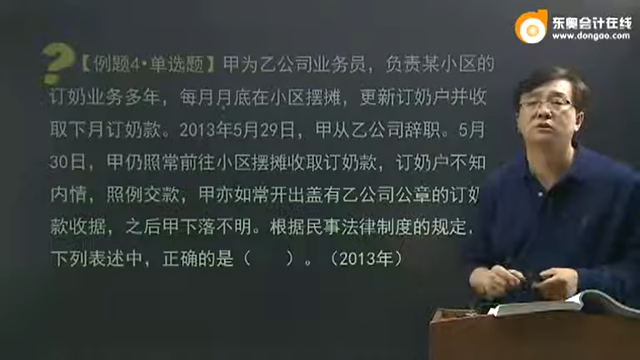 东奥会计在线
www.dongao.com
【例题4·单选题】甲为乙公司业务员，负责某小区的
订奶业务多年，每月月底在小区摆摊，更新订奶户并收
取下月订奶款。2013年5月29日，甲从乙公司辞职。5月
30日，甲仍照常前往小区摆摊收取订奶款，订奶户不知
内情，照例交款，甲亦如常开出盖有乙公司公章的订奶
款收据，之后甲下落不明。根据民事法律制度的规定，
下列表述中，正确的是（　　）。（2013年）